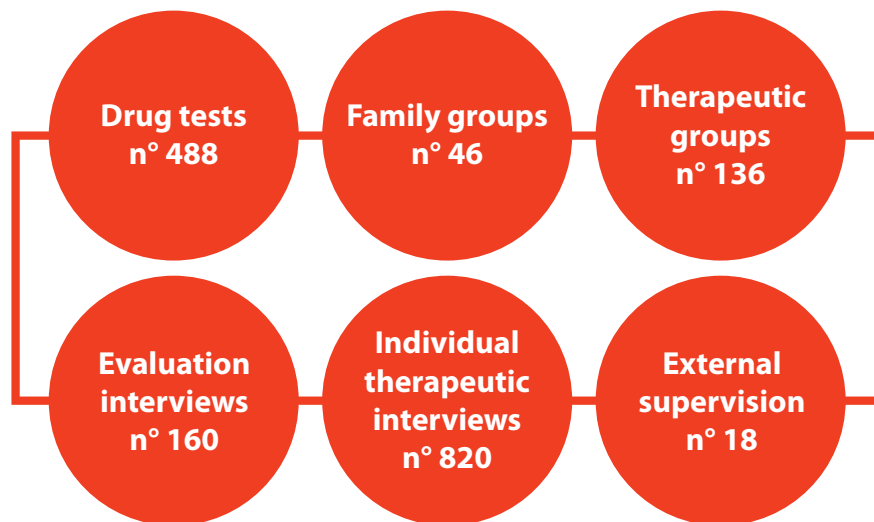 Drug tests
n° 488
Family groups
n° 46
Therapeutic
groups
n° 136
Evaluation
interviews
n° 160
Individual
therapeutic
interviews
n° 820
External
supervision
n° 18